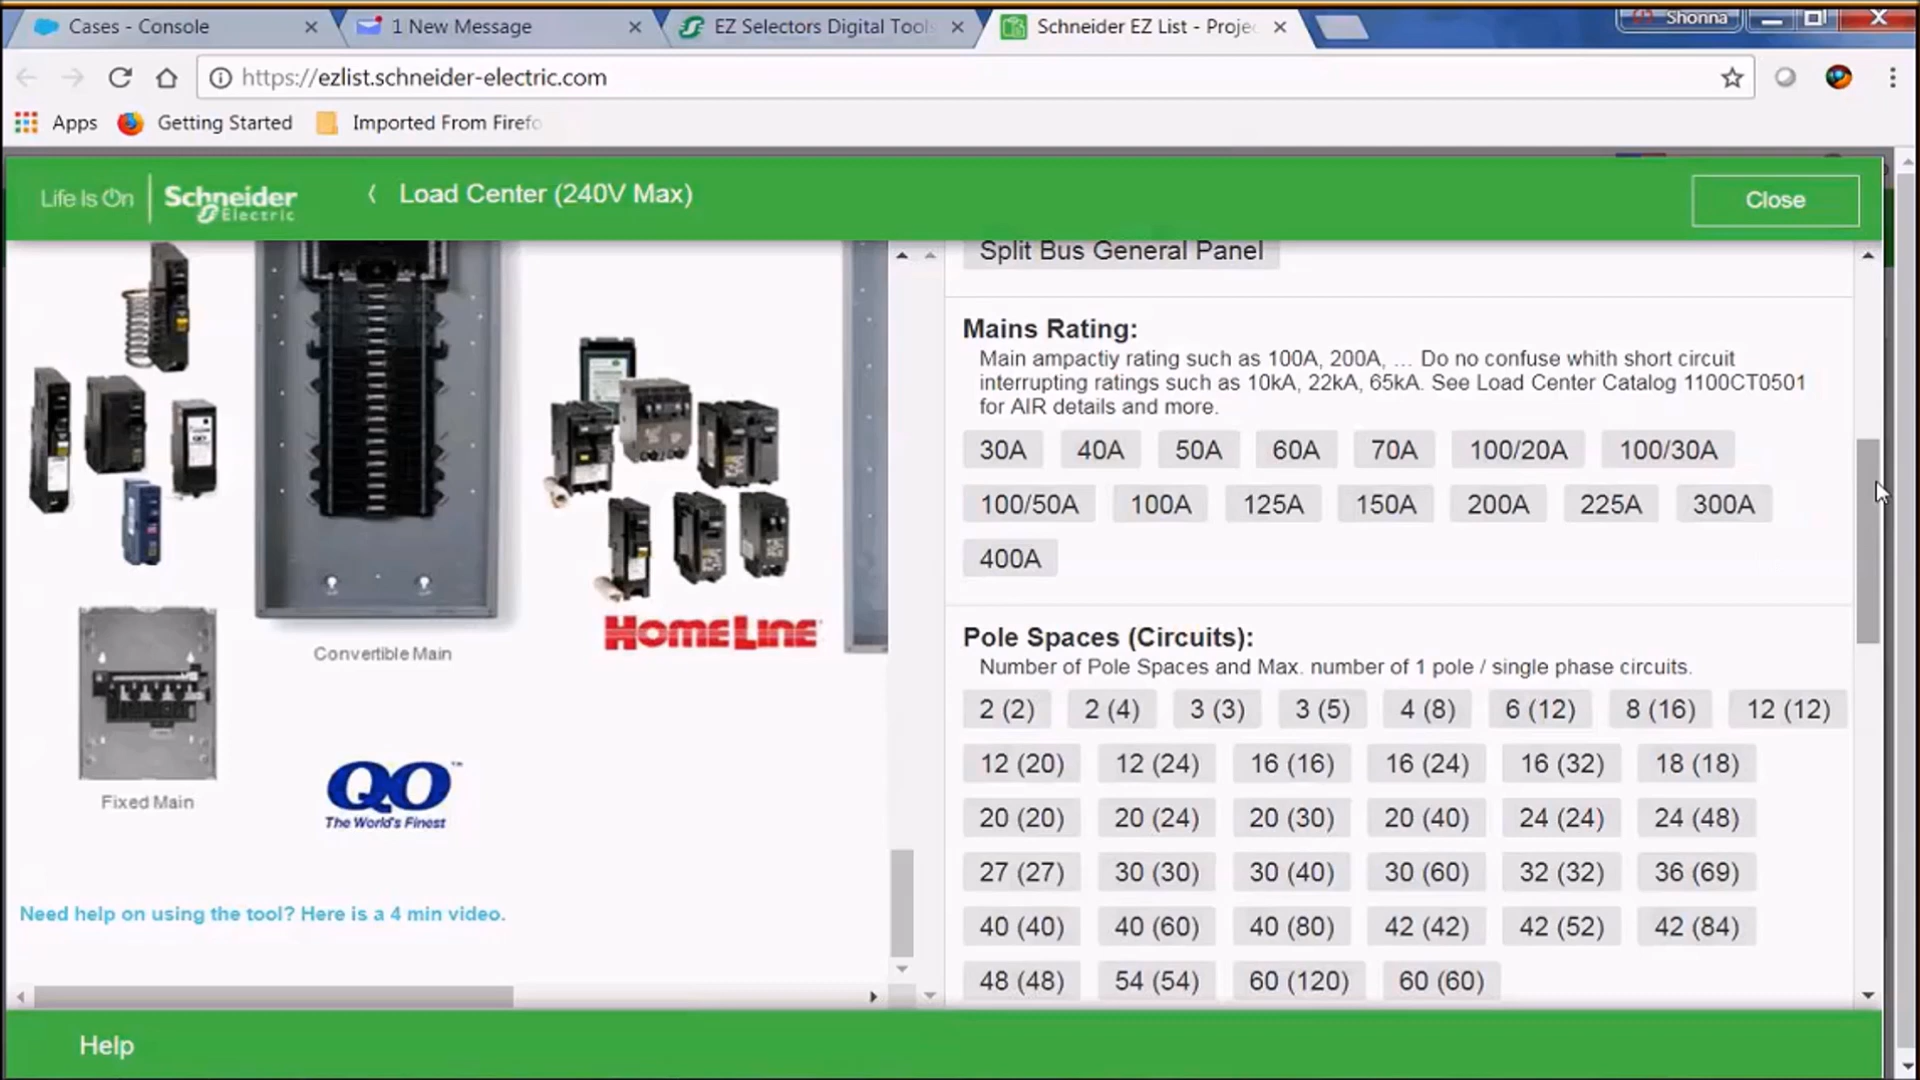 Cases - Console
1 New Message
EZ Selectors Digital Tools
Schneider EZ List - Projec
Shonna
https://ezlist.schneider-electric.com
Apps
Getting Started
Imported From Firefo
Life Is On
Schneider
Electric
Load Center (240V Max)
Close
Convertible Main
Fixed Main
HOMELINE
QO™
The World's Finest
Need help on using the tool? Here is a 4 min video.
Split Bus General Panel
Mains Rating:
Main ampactiy rating such as 100A, 200A, ... Do no confuse whith short circuit
interrupting ratings such as 10kA, 22kA, 65kA. See Load Center Catalog 1100CT0501
for AIR details and more.
30A 40A 50A 60A 70A 100/20A 100/30A
100/50A 100A 125A 150A 200A 225A 300A
400A
Pole Spaces (Circuits):
Number of Pole Spaces and Max. number of 1 pole / single phase circuits.
2 (2) 2 (4) 3 (3) 3 (5) 4 (8) 6 (12) 8 (16) 12 (12)
12 (20) 12 (24) 16 (16) 16 (24) 16 (32) 18 (18)
20 (20) 20 (24) 20 (30) 20 (40) 24 (24) 24 (48)
27 (27) 30 (30) 30 (40) 30 (60) 32 (32) 36 (69)
40 (40) 40 (60) 40 (80) 42 (42) 42 (52) 42 (84)
48 (48) 54 (54) 60 (120) 60 (60)
Help